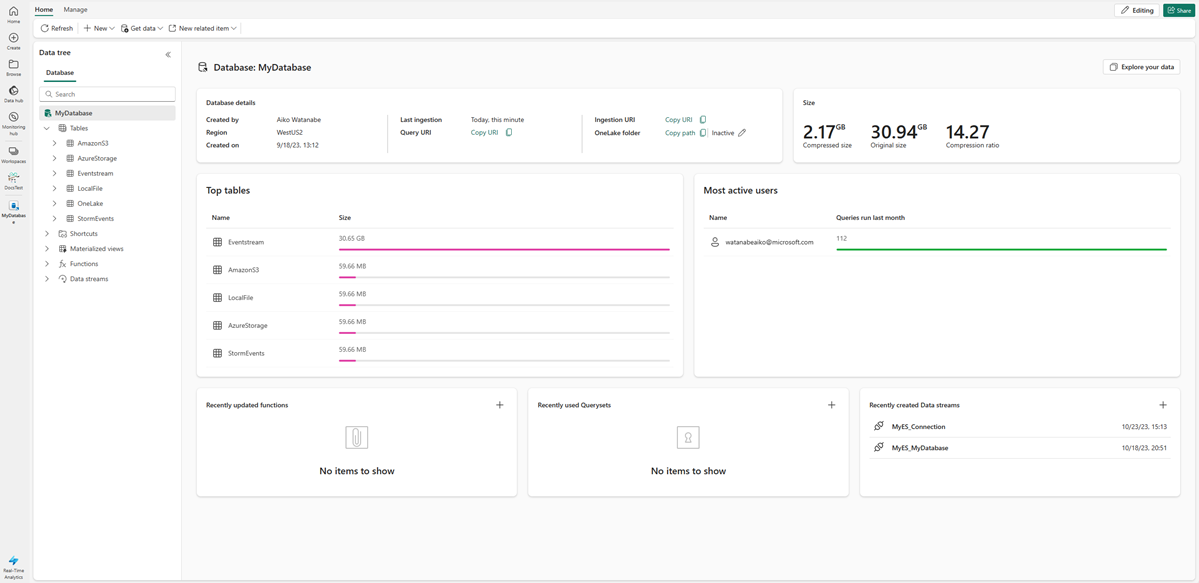 Home
Create
Browse
Data hub
Monitoring
hub
Workspaces
DocsTest
MyDatabas
e
Real-Time
Analytics
Home Manage
Editing Share
Refresh New Get data New related item
Data tree
Database
Search
MyDatabase
Tables
AmazonS3
AzureStorage
Eventstream
LocalFile
OneLake
StormEvents
Shortcuts
Materialized views
Functions
Data streams
Database: MyDatabase
Explore your data
Database details
Created by Aiko Watanabe
Region WestUS2
Created on 9/18/23, 13:12
Last ingestion Today, this minute
Query URI Copy URI
Ingestion URI Copy URI
OneLake folder Copy path Inactive
Size
2.17 GB 30.94 GB 14.27
Compressed size Original size Compression ratio
Top tables
Name Size
Eventstream 30.65 GB
AmazonS3 59.66 MB
LocalFile 59.66 MB
AzureStorage 59.66 MB
StormEvents 59.66 MB
Most active users
Name Queries run last month
watanabeaiko@microsoft.com 112
Recently updated functions
No items to show
Recently used Querysets
No items to show
Recently created Data streams
MyES_Connection 10/23/23, 15:13
MyES_MyDatabase 10/18/23, 20:51